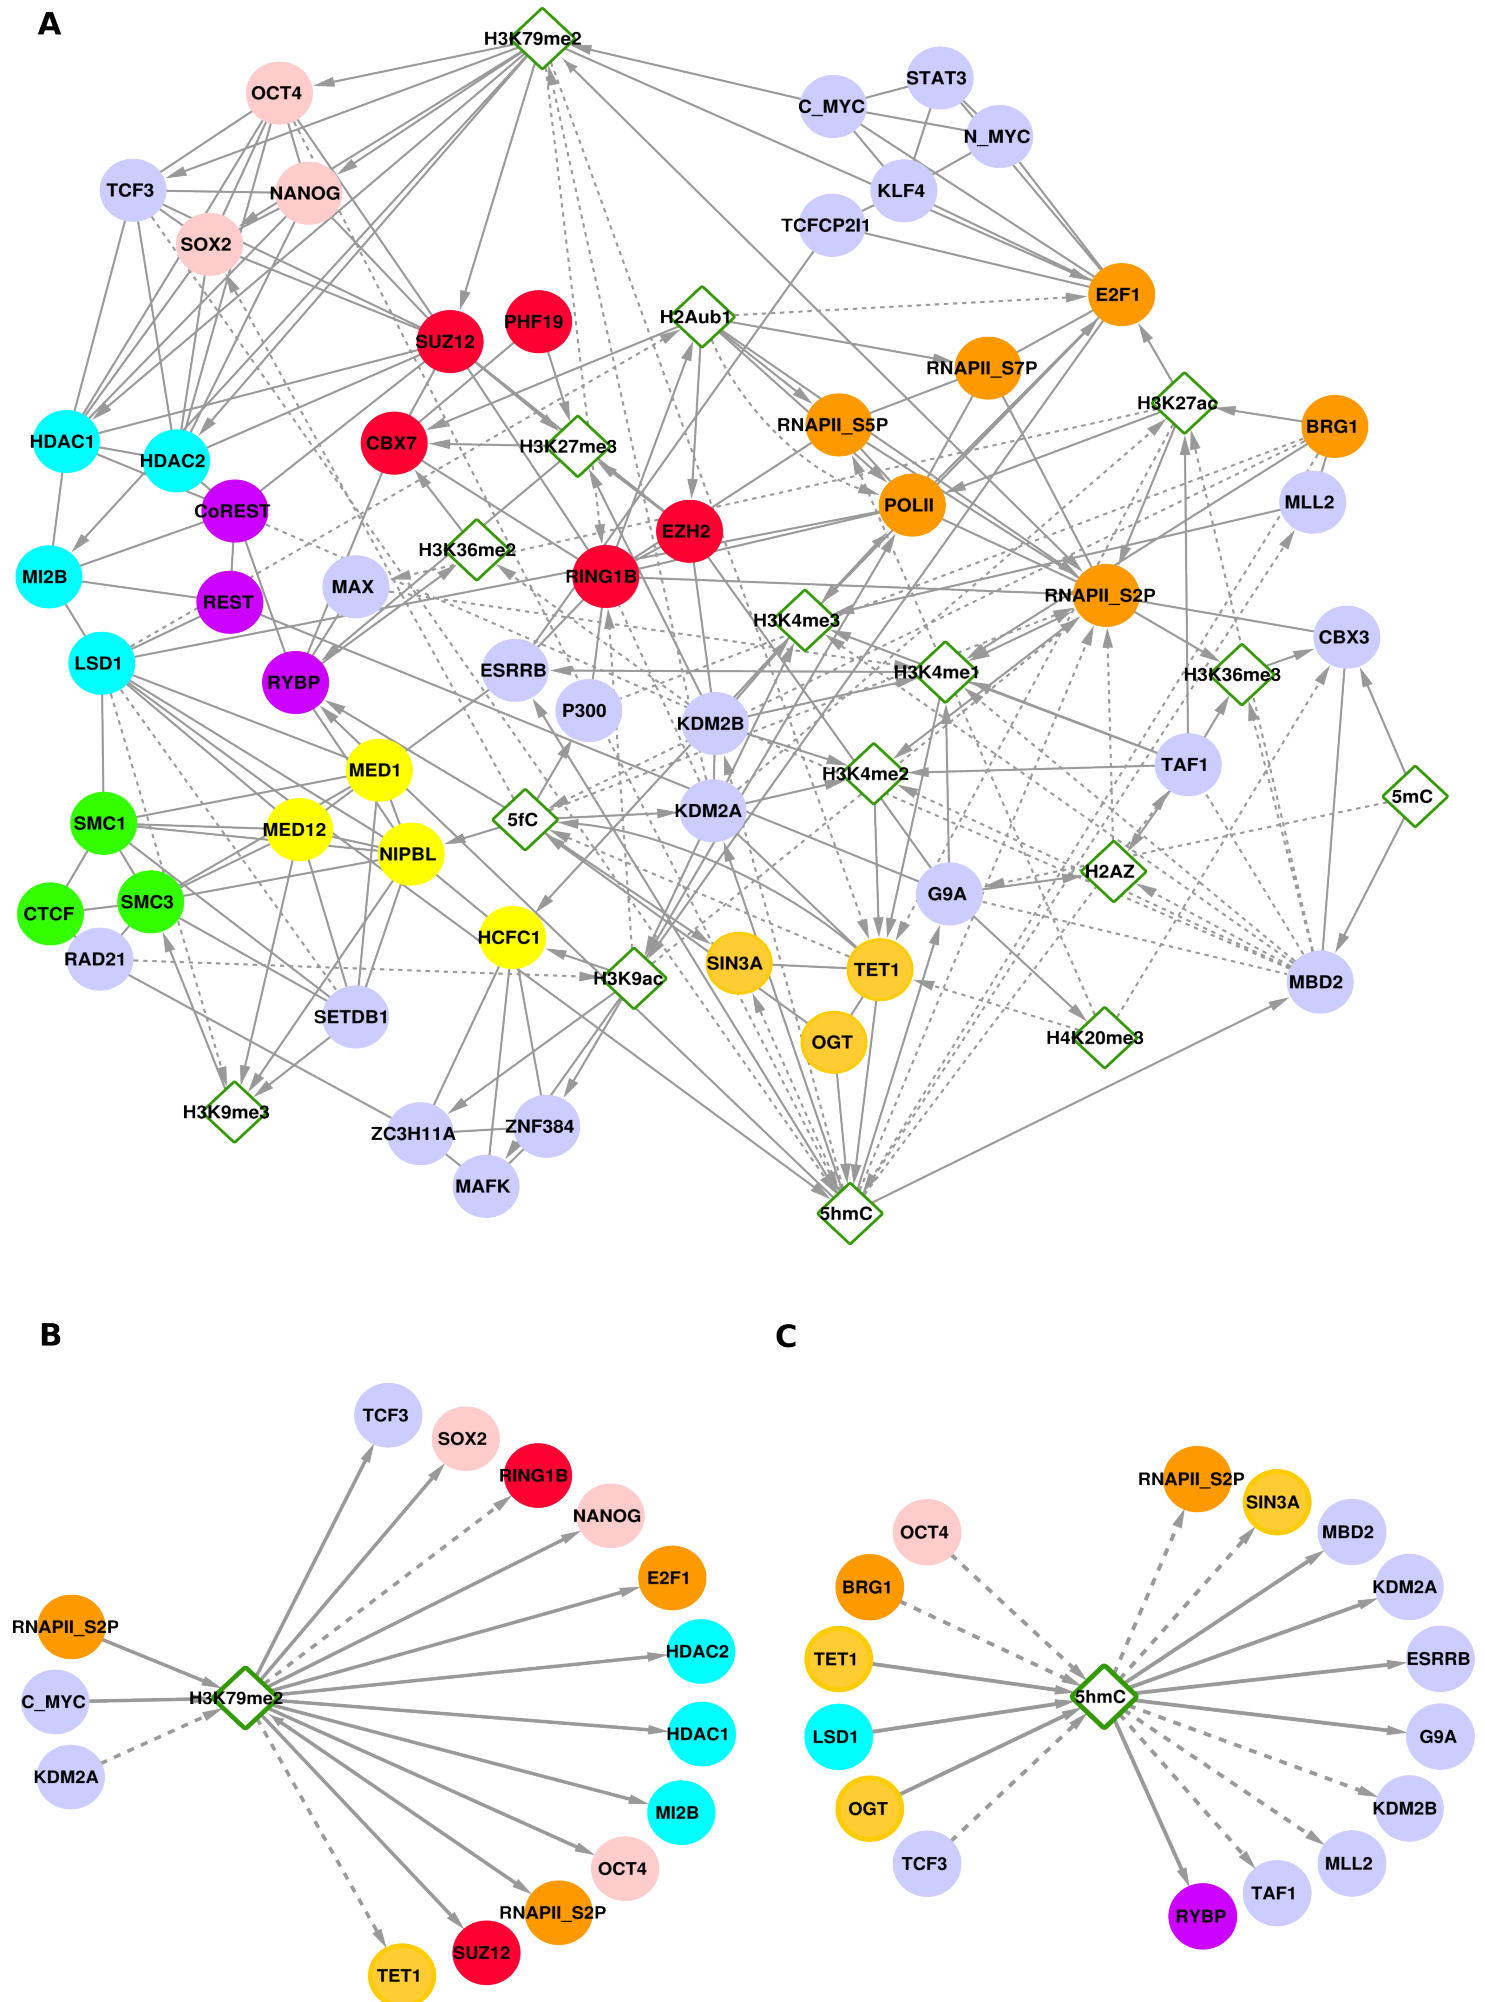 A
H3K79me2
STAT3
OCT4
C_MYC
N_MYC
TCF3
NANOG
KLF4
TCFCP2I1
SOX2
E2F1
H2Aub1
PHF19
SUZ12
RNAPII_S7P
H3K27ac
RNAPII_S5P
BRG1
HDAC1
CBX7
H3K27me3
HDAC2
MLL2
POLII
CoREST
EZH2
H3K36me2
MI2B
RING1B
MAX
REST
RNAPII_S2P
H3K4me3
CBX3
LSD1
ESRRB
H3K4me1
H3K36me3
RYBP
P300
KDM2B
TAF1
MED1
H3K4me2
5mC
KDM2A
5fC
SMC1
MED12
NIPBL
H2AZ
G9A
SMC3
CTCF
HCFC1
RAD21
SIN3A
TET1
H3K9ac
MBD2
SETDB1
H4K20me3
OGT
H3K9me3
ZNF384
ZC3H11A
MAFK
5hmC
B
TCF3
SOX2
RING1B
NANOG
E2F1
RNAPII_S2P
HDAC2
C_MYC
H3K79me2
HDAC1
KDM2A
MI2B
OCT4
RNAPII_S2P
SUZ12
TET1
C
RNAPII_S2P
SIN3A
OCT4
MBD2
BRG1
KDM2A
TET1
ESRRB
5hmC
LSD1
G9A
OGT
KDM2B
TCF3
MLL2
TAF1
RYBP